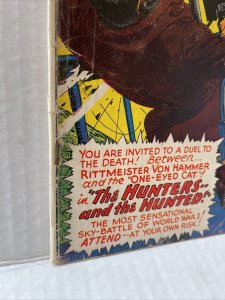 YOU ARE INVITED TO A DUEL TO
THE DEATH! Between...
RITTMEISTER VON HAMMER
and the "ONE-EYED CAT"!
in "THE HUNTERS--
and the HUNTED!"
THE MOST SENSATIONAL
SKY-BATTLE OF WORLD WAR I!
ATTEND--AT YOUR OWN RISK!